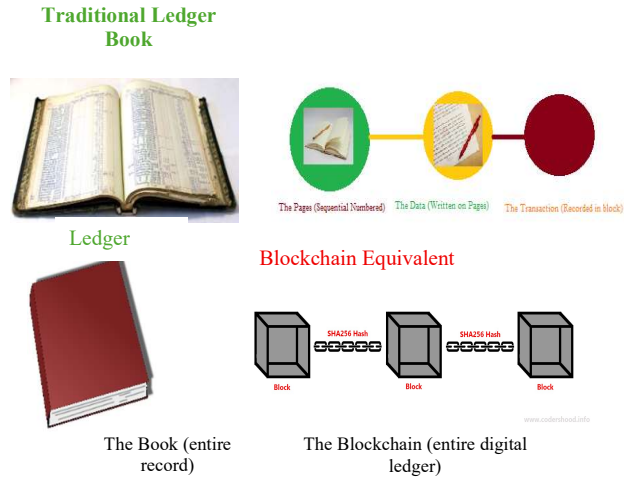 Traditional Ledger
Book
The Pages (Sequential Numbered)
The Data (Written on Pages)
The Transaction (Recorded in block)
Ledger
Blockchain Equivalent
SHA256 Hash
SHA256 Hash
Block
Block
Block
www.codershood.info
The Book (entire
record)
The Blockchain (entire digital
ledger)